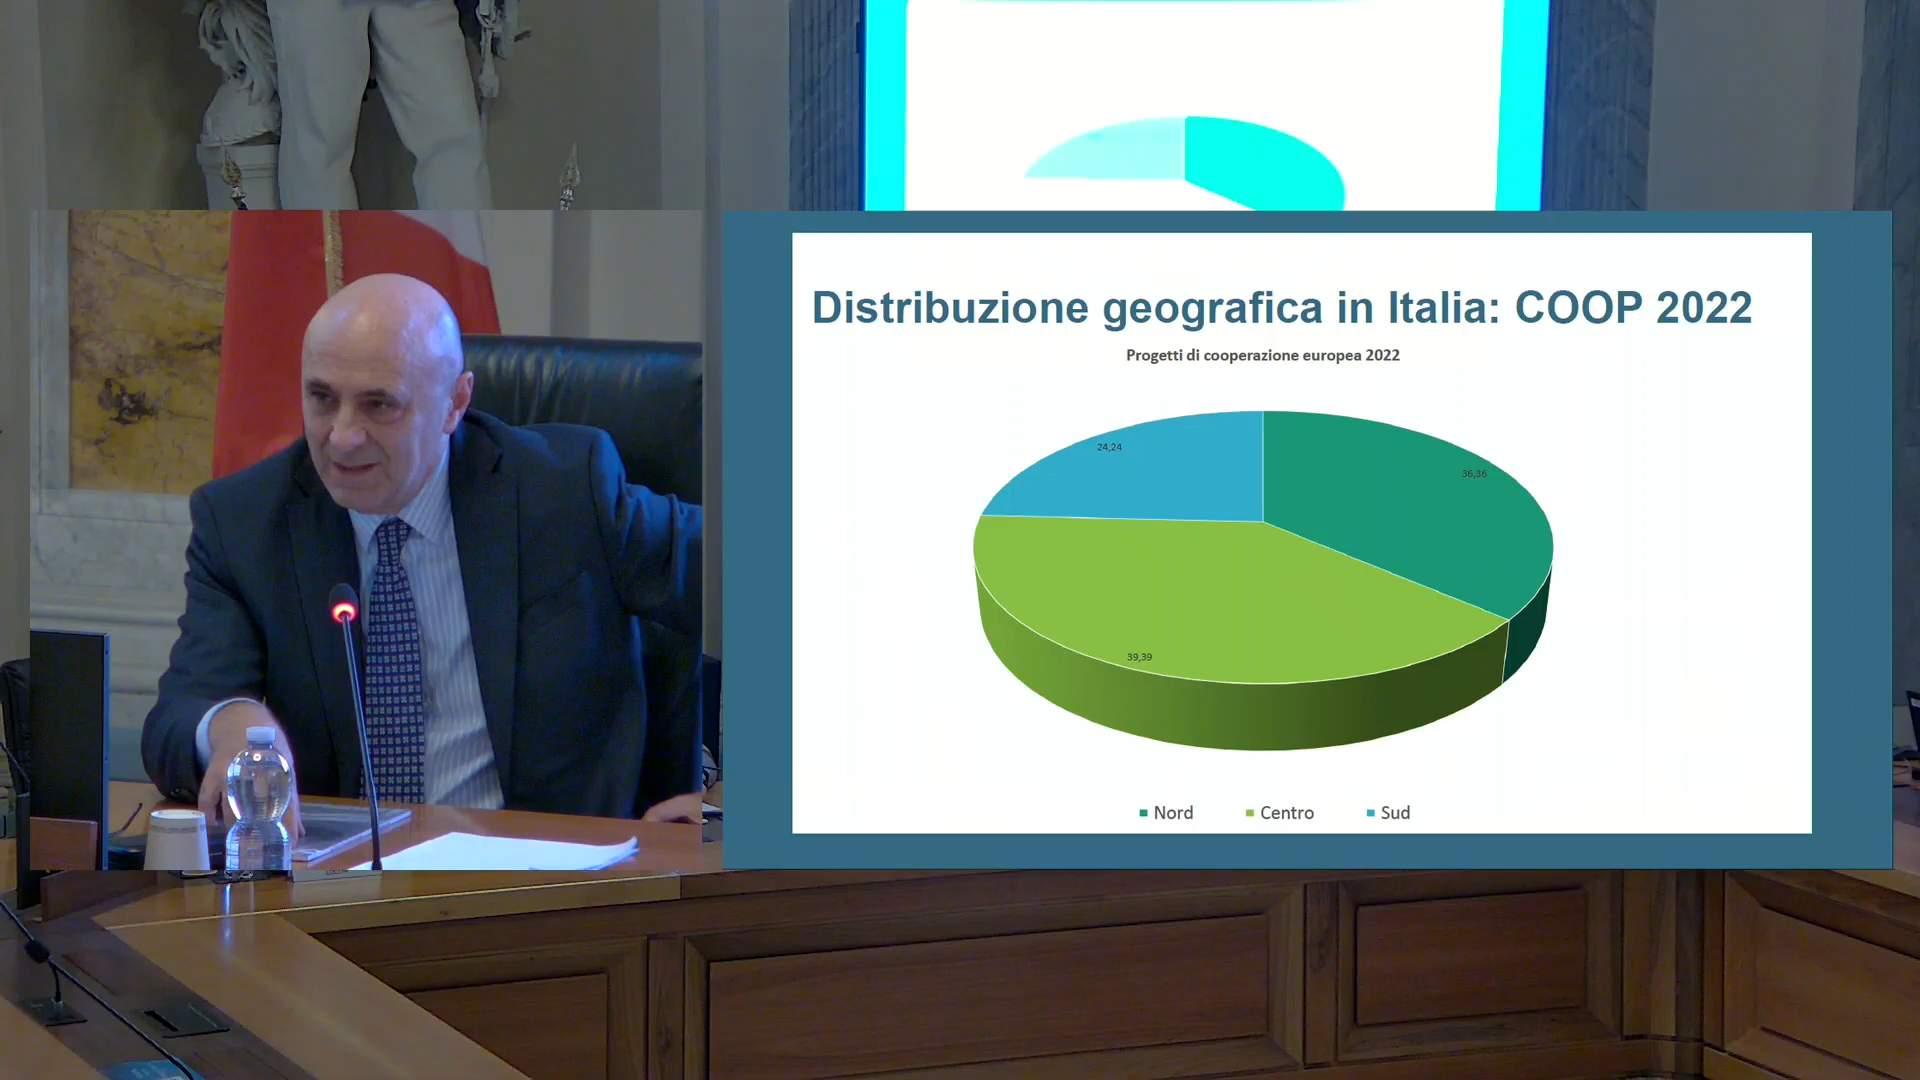 Distribuzione geografica in Italia: COOP 2022
Progetti di cooperazione europea 2022
24,24
36,36
39,39
Nord
Centro
Sud